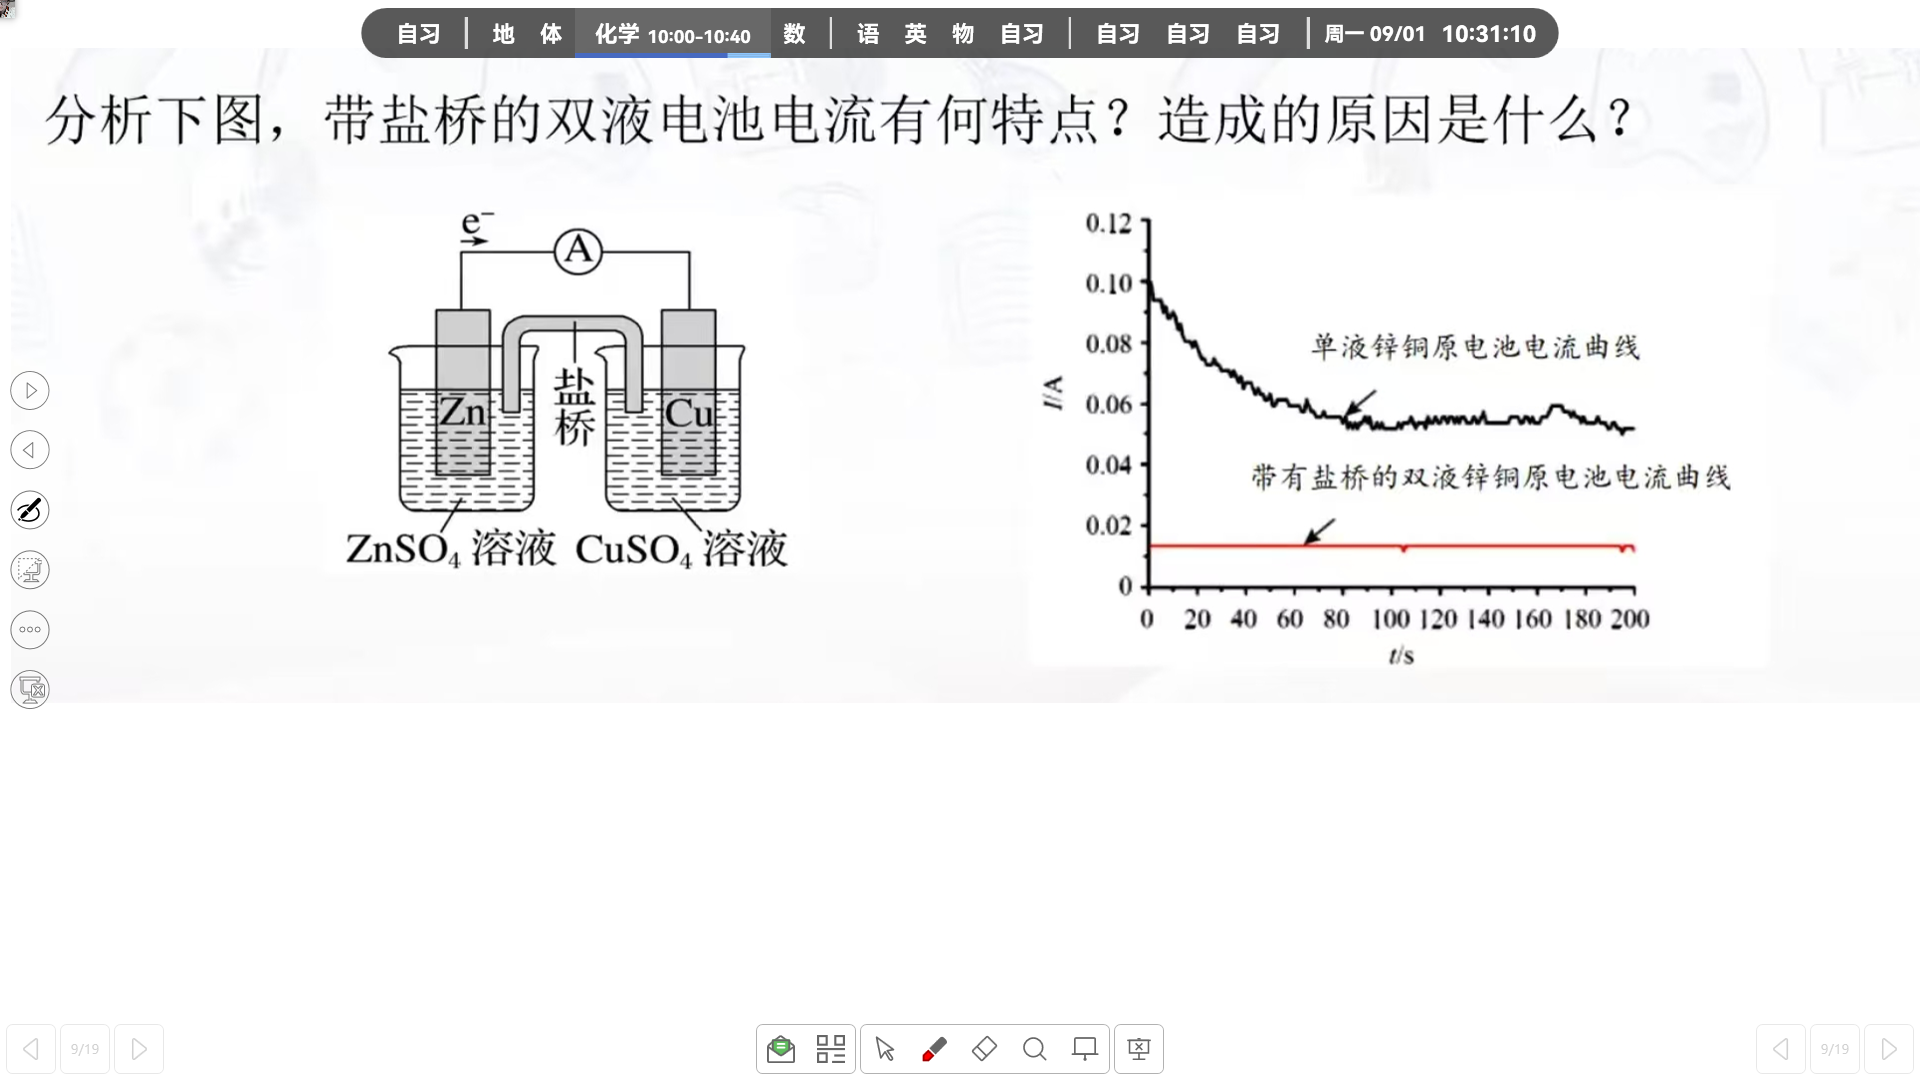 自习 | 地 体 化学 10:00-10:40 数 | 语 英 物 自习 | 自习 自习 自习 | 周一 09/01 10:31:10
分析下图，带盐桥的双液电池电流有何特点？造成的原因是什么？
e⁻
A
盐桥
Zn
Cu
ZnSO₄ 溶液 CuSO₄ 溶液
0.12
0.10
0.08
0.06
0.04
0.02
0
I/A
单液锌铜原电池电流曲线
带有盐桥的双液锌铜原电池电流曲线
0 20 40 60 80 100 120 140 160 180 200
t/s
9/19
9/19